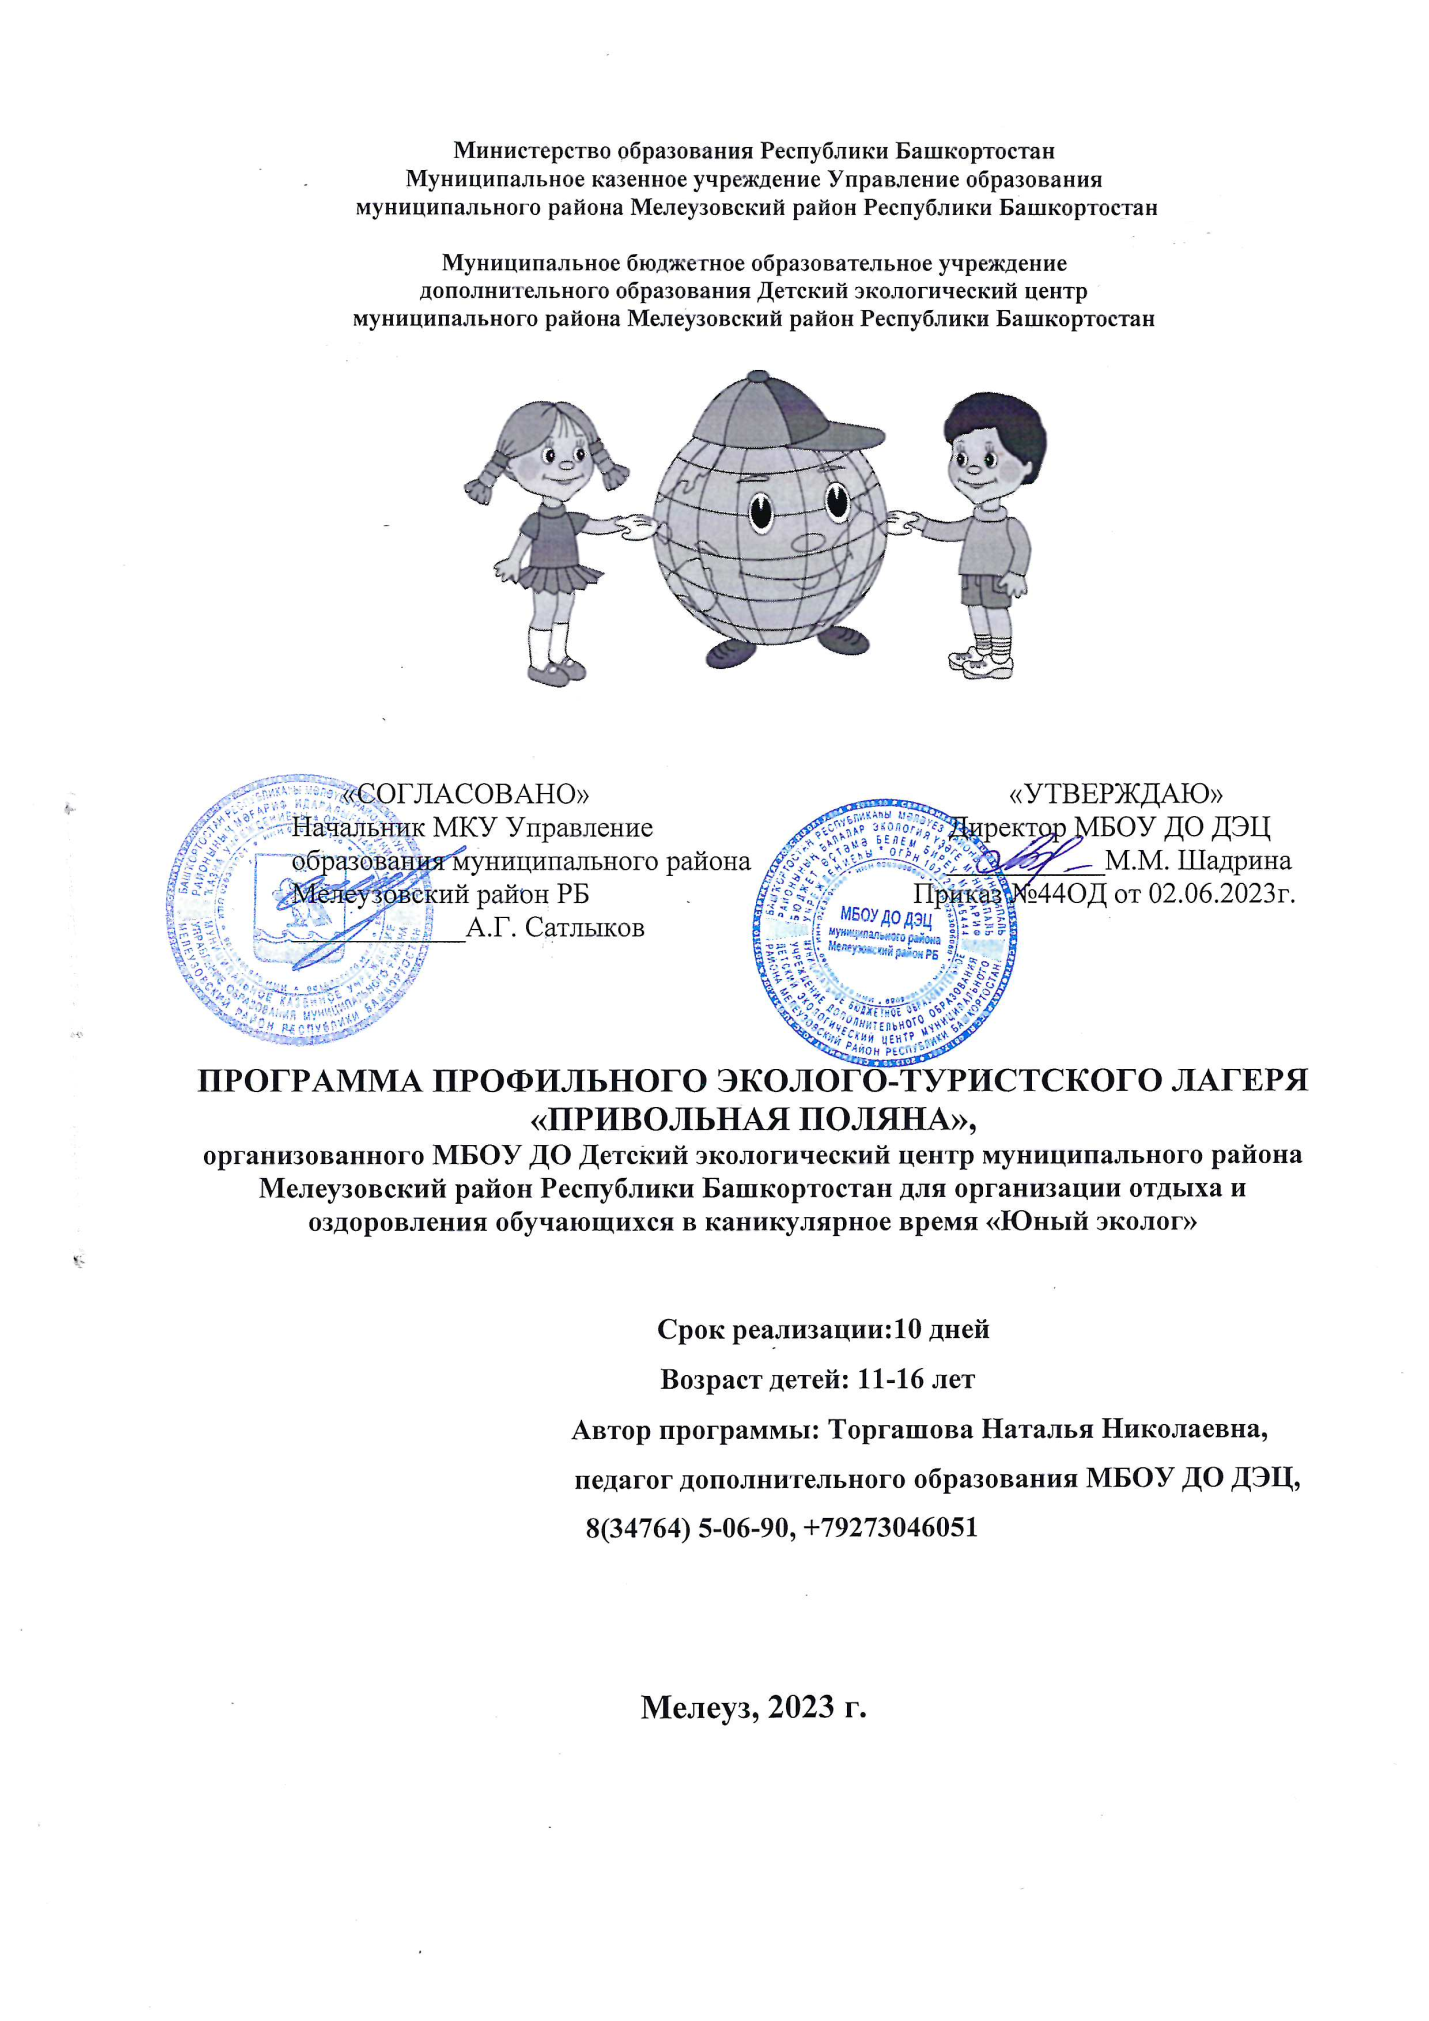 Министерство образования Республики Башкортостан
Муниципальное казенное учреждение Управление образования
муниципального района Мелеузовский район Республики Башкортостан
Муниципальное бюджетное образовательное учреждение
дополнительного образования Детский экологический центр
муниципального района Мелеузовский район Республики Башкортостан
«СОГЛАСОВАНО»
Начальник МКУ Управление
образования муниципального района
Мелеузовский район РБ
____________А.Г. Сатлыков
«УТВЕРЖДАЮ»
Директор МБОУ ДО ДЭЦ
___________М.М. Шадрина
Приказ №44ОД от 02.06.2023г.
МБОУ ДО ДЭЦ
муниципального района
Мелеузовский район РБ
ПРОГРАММА ПРОФИЛЬНОГО ЭКОЛОГО-ТУРИСТСКОГО ЛАГЕРЯ
«ПРИВОЛЬНАЯ ПОЛЯНА»,
организованного МБОУ ДО Детский экологический центр муниципального района
Мелеузовский район Республики Башкортостан для организации отдыха и
оздоровления обучающихся в каникулярное время «Юный эколог»
Срок реализации:10 дней
Возраст детей: 11-16 лет
Автор программы: Торгашова Наталья Николаевна,
педагог дополнительного образования МБОУ ДО ДЭЦ,
8(34764) 5-06-90, +79273046051
Мелеуз, 2023 г.